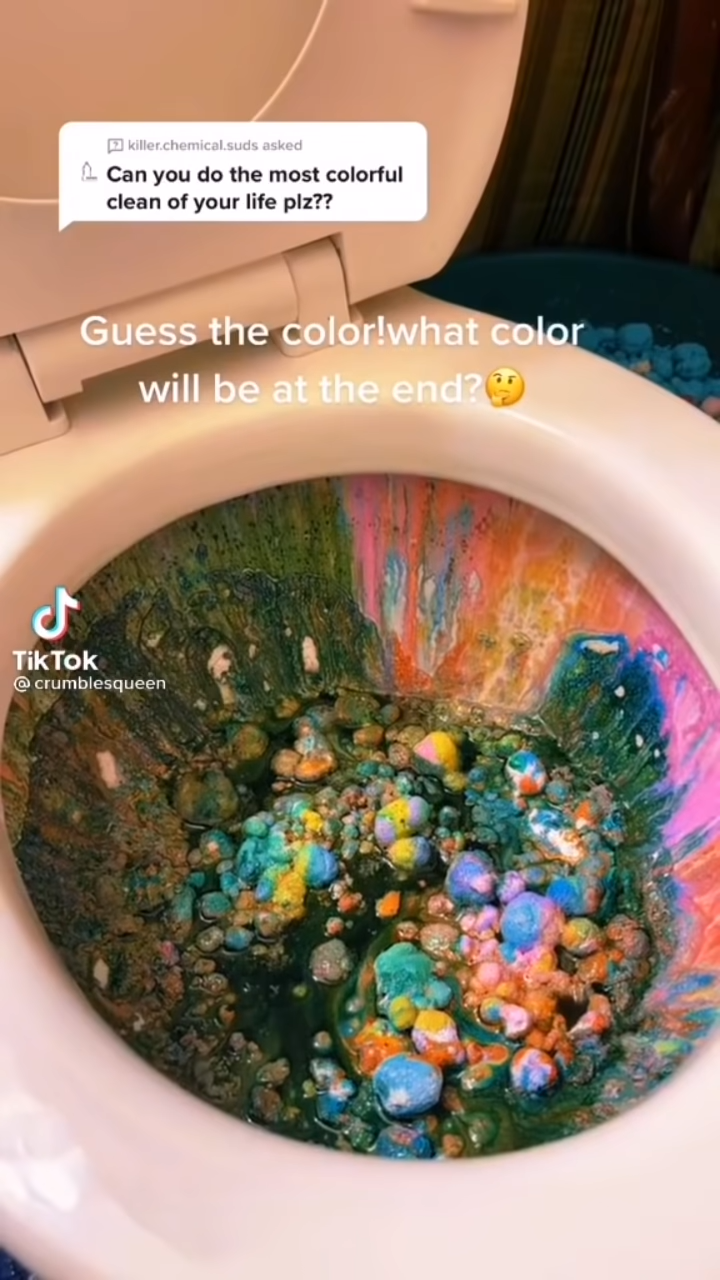 killer.chemical.suds asked
Can you do the most colorful
clean of your life plz??
Guess the color!what color
will be at the end?🤔
TikTok
@crumblesqueen